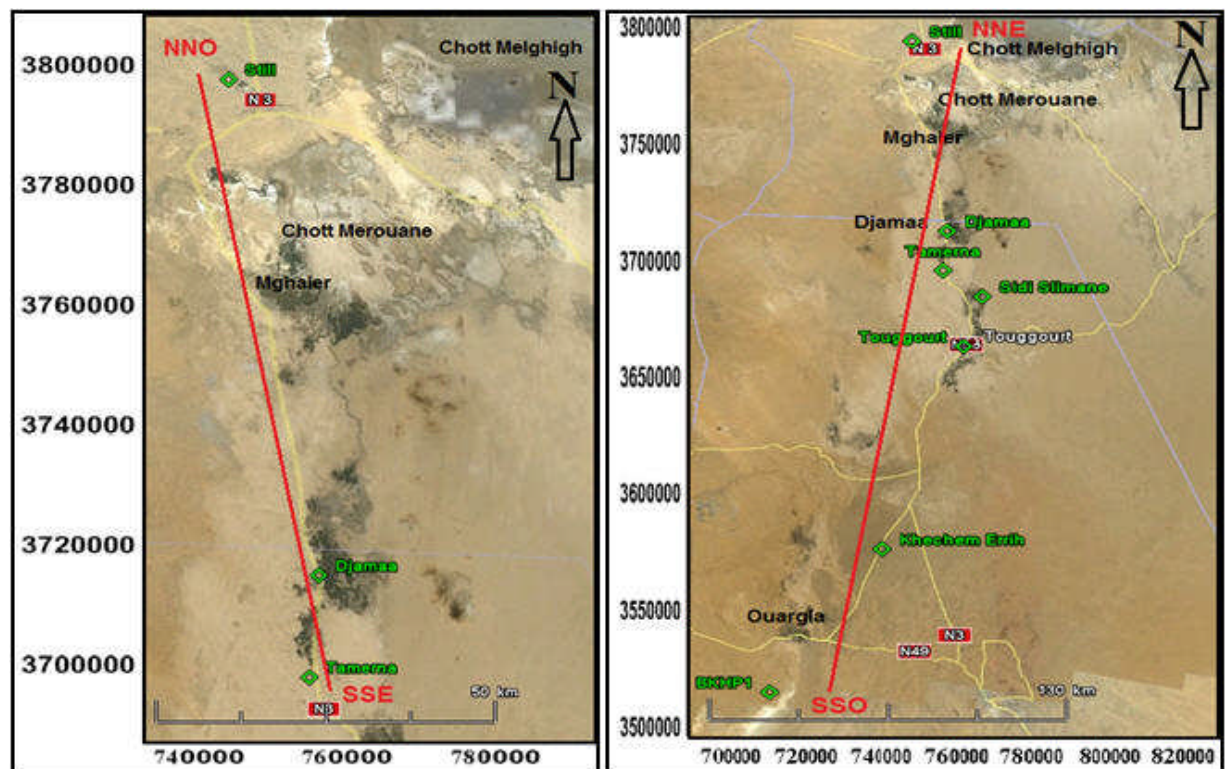 NNO
Chott Melghigh
3800000
Still
N 3
N
3780000
Chott Merouane
Mghaier
3760000
3740000
3720000
Djamaa
3700000
Tamerna
SSE
50 km
N3
740000 760000 780000
3800000
Still
NNE
N
N 3
Chott Melghigh
Chott Merouane
3750000
Mghaier
Djamaa
Djamaa
3700000
Tamerna
Sidi Slimane
Touggourt
Touggourt
3650000
3600000
Khechem Errih
3550000
Ouargla
N3
N49
BKHP1
SSO
130 km
3500000
700000 720000 740000 760000 780000 800000 820000